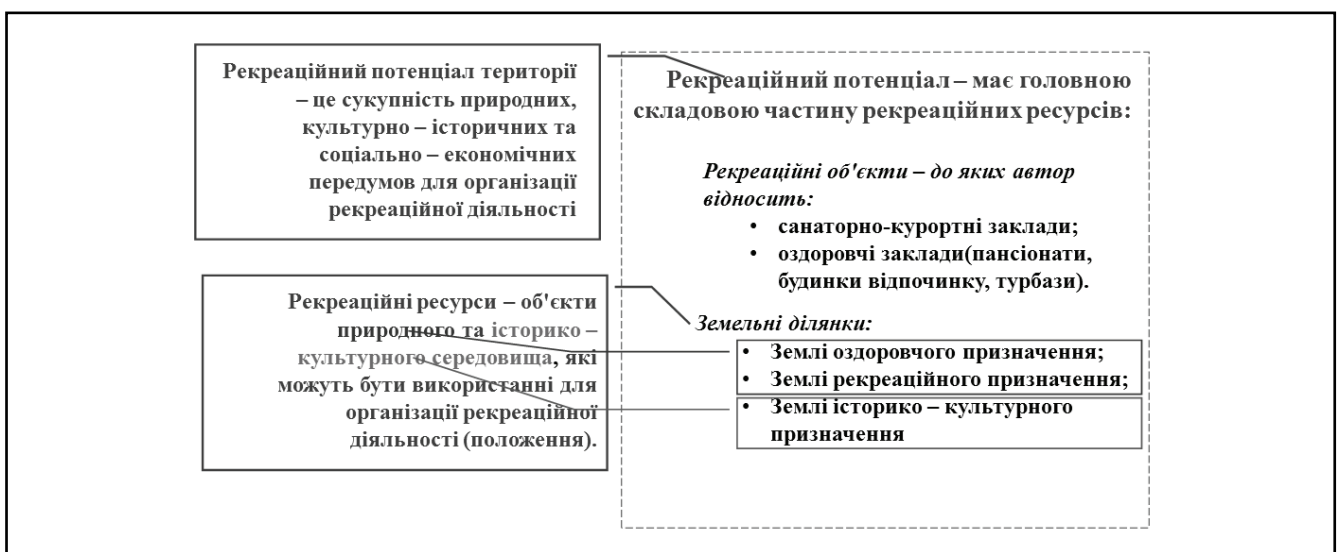 Рекреаційний потенціал території
– це сукупність природних,
культурно – історичних та
соціально – економічних
передумов для організації
рекреаційної діяльності
Рекреаційні ресурси – об'єкти
природного та історико –
культурного середовища, які
можуть бути використанні для
організації рекреаційної
діяльності (положення).
Рекреаційний потенціал – має головною
складовою частину рекреаційних ресурсів:
Рекреаційні об'єкти – до яких автор
відносить:
• санаторно-курортні заклади;
• оздоровчі заклади(пансіонати,
будинки відпочинку, турбази).
Земельні ділянки:
• Землі оздоровчого призначення;
• Землі рекреаційного призначення;
• Землі історико – культурного
призначення